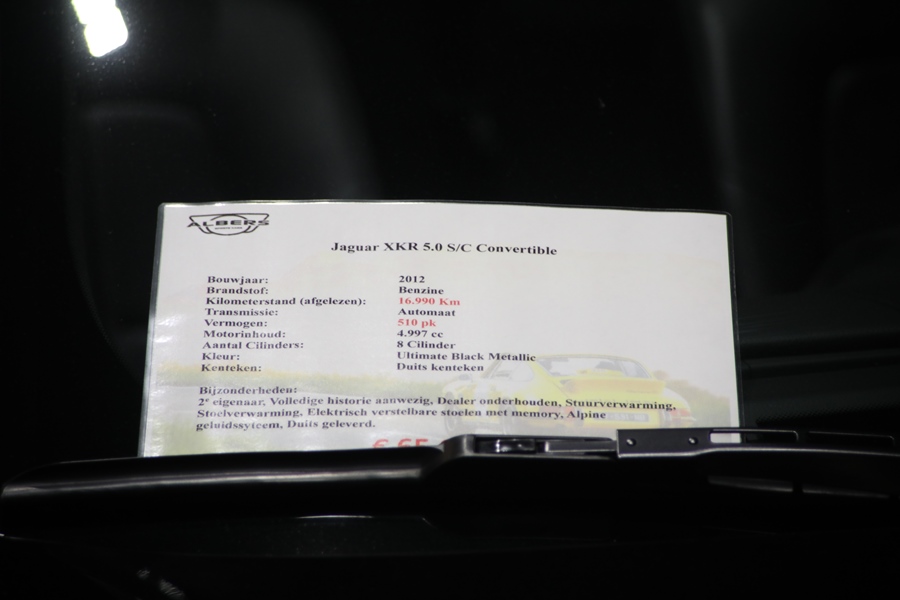 ALBERS
Jaguar XKR 5.0 S/C Convertible
Bouwjaar: 2012
Brandstof: Benzine
Kilometerstand (afgelezen): 16.990 Km
Transmissie: Automaat
Vermogen: 510 pk
Motorinhoud: 4.997 cc
Aantal Cilinders: 8 Cilinder
Kleur: Ultimate Black Metallic
Kenteken: Duits kenteken
Bijzonderheden:
2e eigenaar, Volledige historie aanwezig, Dealer onderhouden, Stuurverwarming,
Stoelverwarming, Elektrisch verstelbare stoelen met memory, Alpine
geluidssyteem, Duits geleverd.